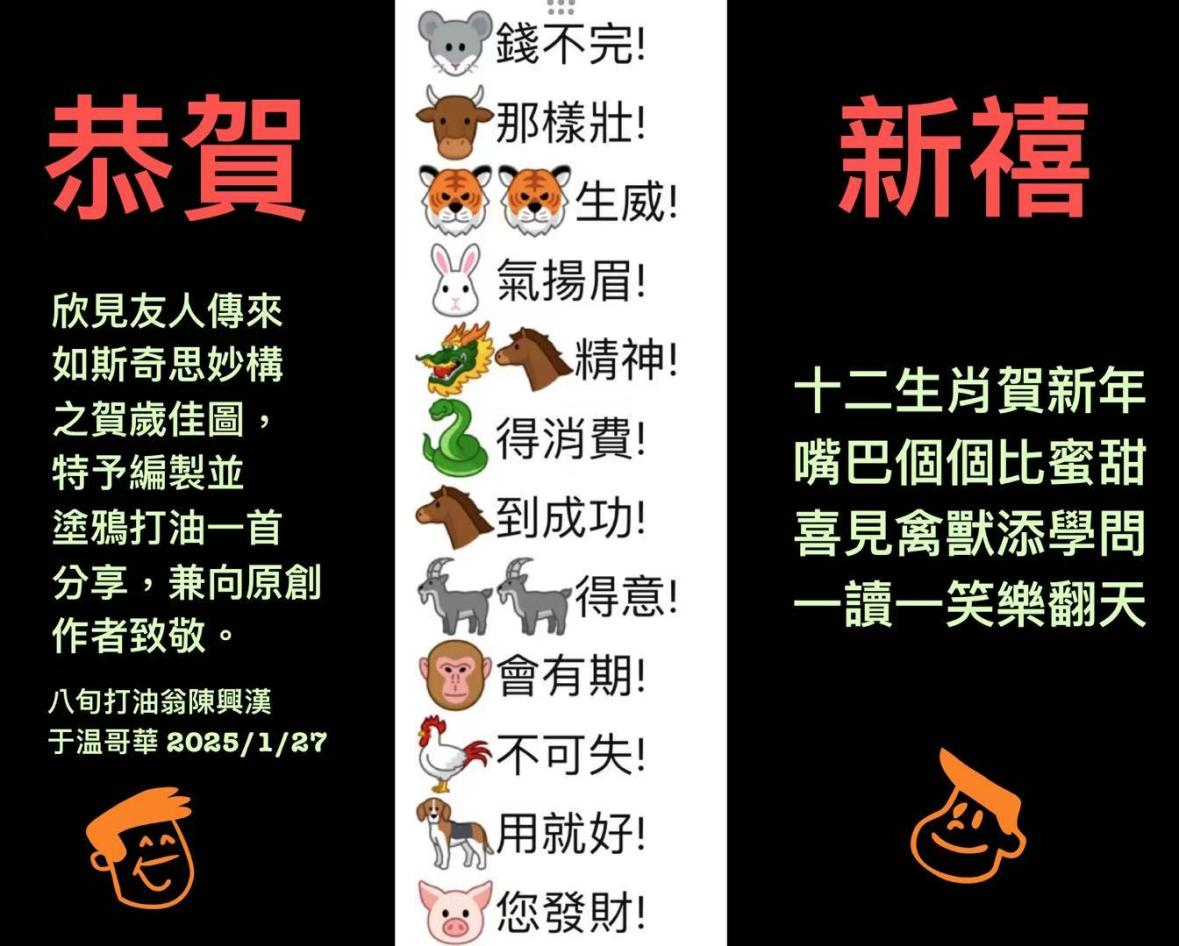 恭賀
欣見友人傳來
如斯奇思妙構
之賀歲佳圖，
特予編製並
塗鴉打油一首
分享，兼向原創
作者致敬。
八旬打油翁陳興漢
于温哥華 2025/1/27
🐭錢不完!
🐮那樣壯!
🐯🐯生威!
🐰氣揚眉!
🐲🐴精神!
🐍得消費!
🐴到成功!
🐐🐐得意!
🐵會有期!
🐓不可失!
🐕用就好!
🐷您發財!
新禧
十二生肖賀新年
嘴巴個個比蜜甜
喜見禽獸添學問
一讀一笑樂翻天